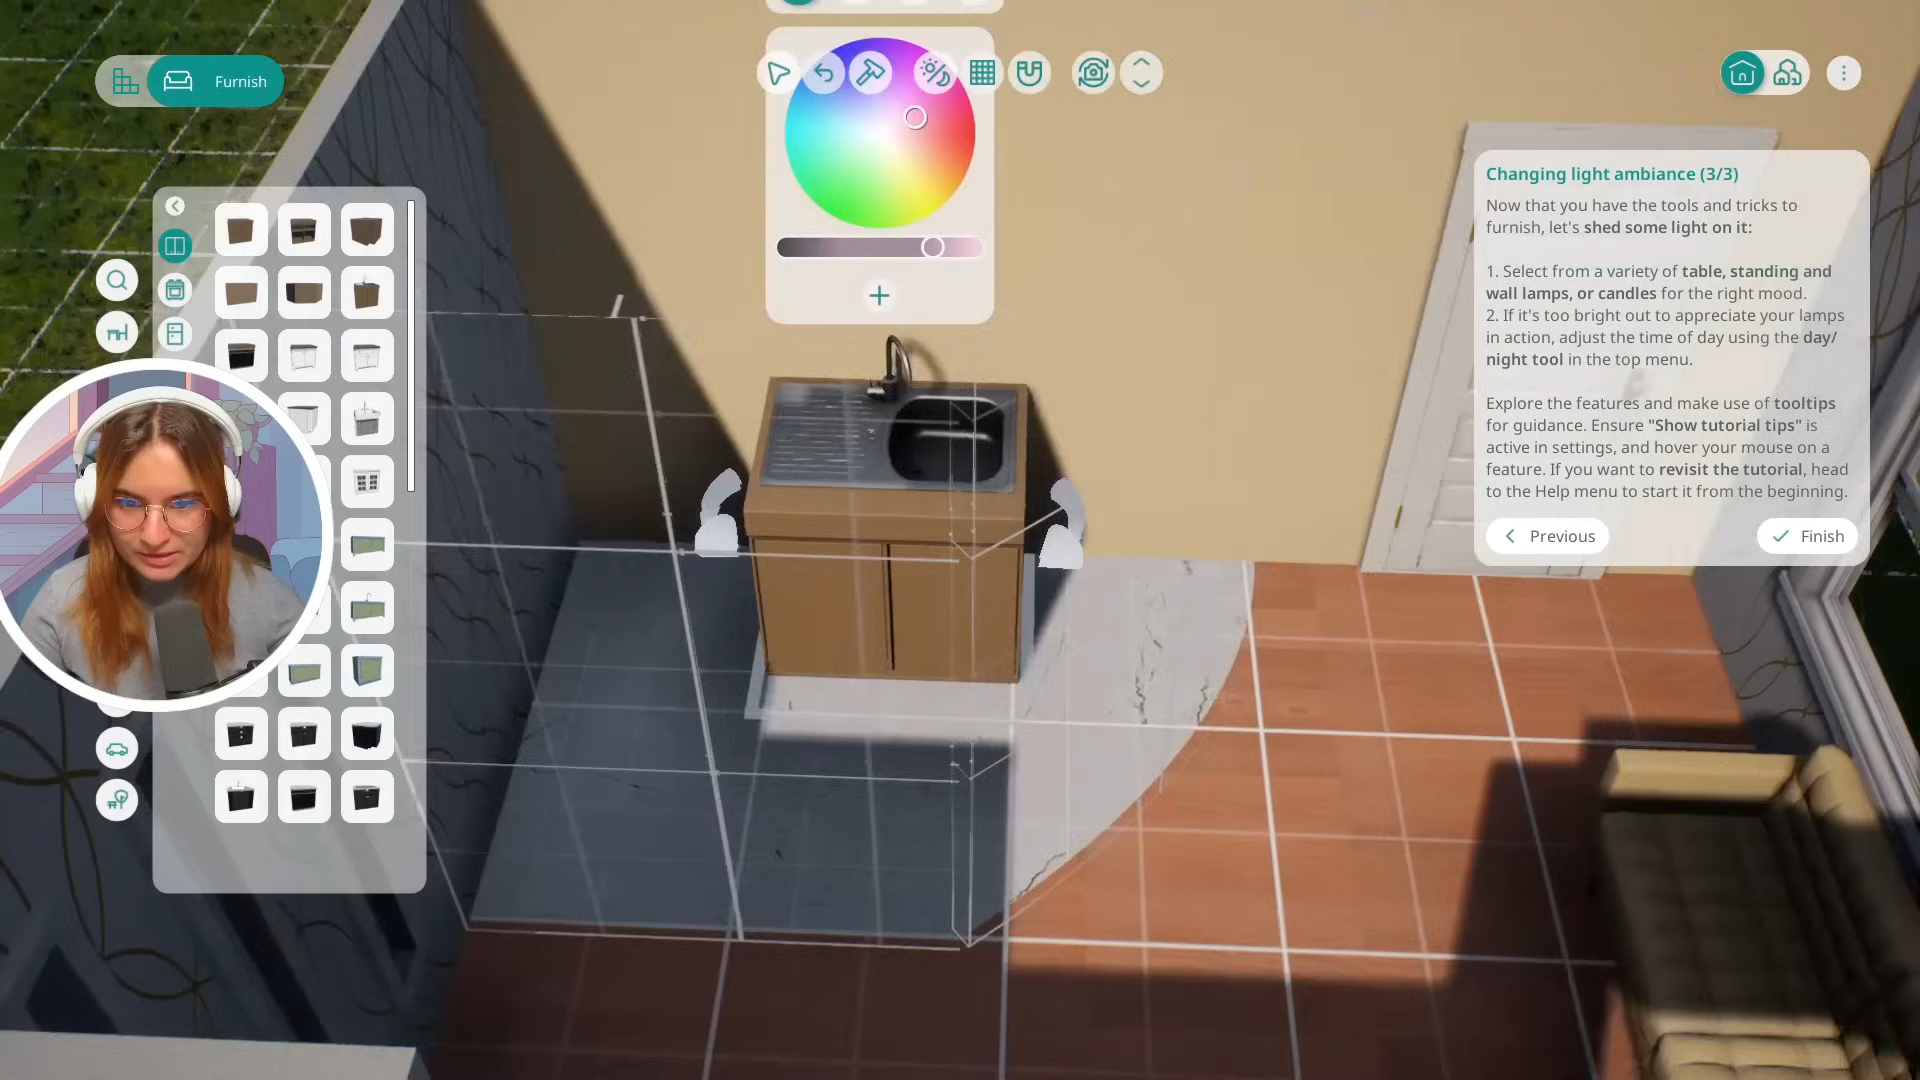 Furnish
Changing light ambiance (3/3)
Now that you have the tools and tricks to
furnish, let's shed some light on it:
1. Select from a variety of table, standing and
wall lamps, or candles for the right mood.
2. If it's too bright out to appreciate your lamps
in action, adjust the time of day using the day/
night tool in the top menu.
Explore the features and make use of tooltips
for guidance. Ensure "Show tutorial tips" is
active in settings, and hover your mouse on a
feature. If you want to revisit the tutorial, head
to the Help menu to start it from the beginning.
Previous
Finish